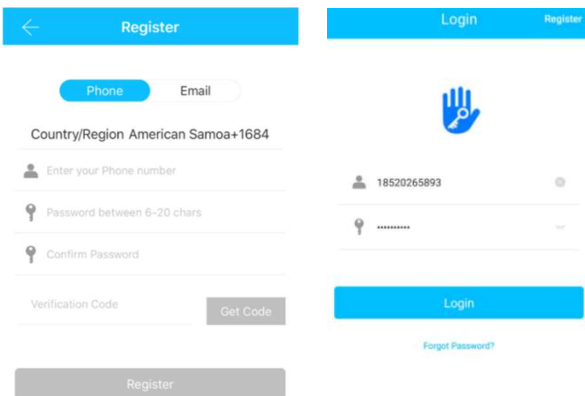 Register
Phone Email
Country/Region American Samoa+1684
Enter your Phone number
Password between 6-20 chars
Confirm Password
Verification Code Get Code
Register
Login Register
18520265893
••••••••••
Login
Forgot Password?